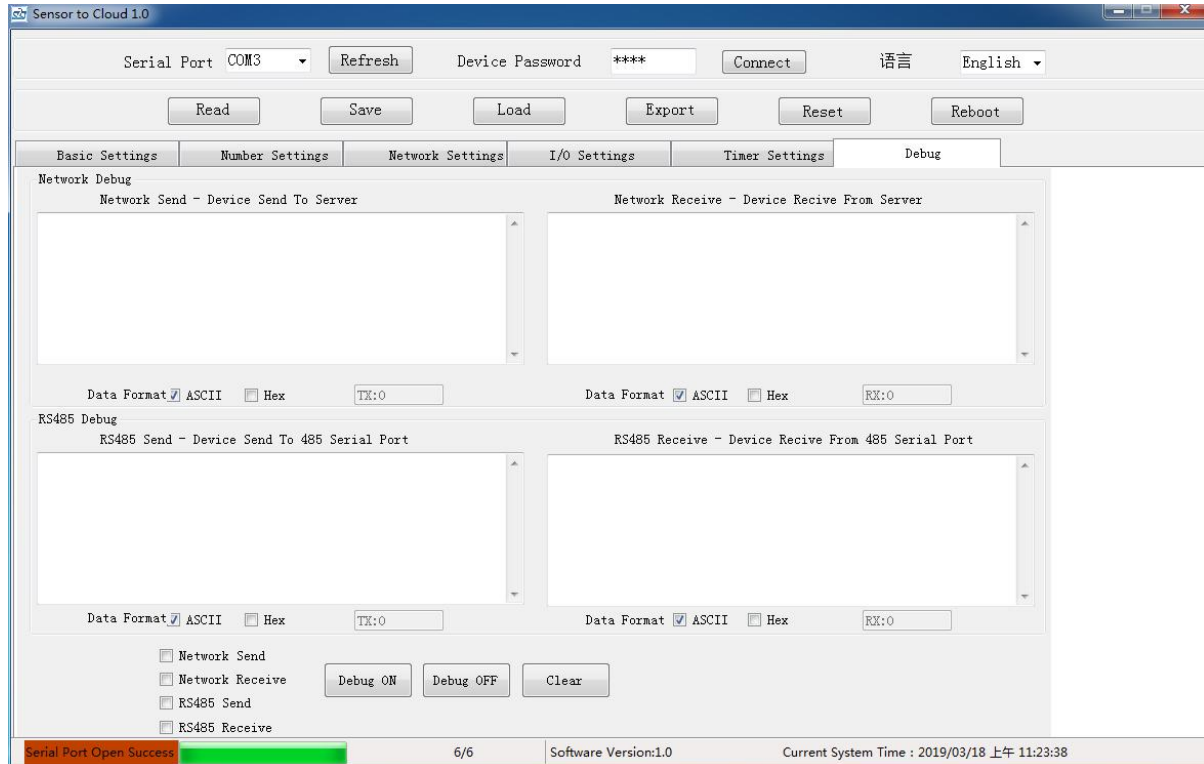 Sensor to Cloud 1.0
Serial Port COM3 Refresh Device Password **** Connect 语言 English
Read Save Load Export Reset Reboot
Basic Settings Number Settings Network Settings I/O Settings Timer Settings Debug
Network Debug
Network Send - Device Send To Server Network Receive - Device Recive From Server
Data Format ASCII Hex TX:0 Data Format ASCII Hex RX:0
RS485 Debug
RS485 Send - Device Send To 485 Serial Port RS485 Receive - Device Recive From 485 Serial Port
Data Format ASCII Hex TX:0 Data Format ASCII Hex RX:0
Network Send
Network Receive
Debug ON Debug OFF Clear
RS485 Send
RS485 Receive
Serial Port Open Success 6/6 Software Version:1.0 Current System Time : 2019/03/18 上午 11:23:38